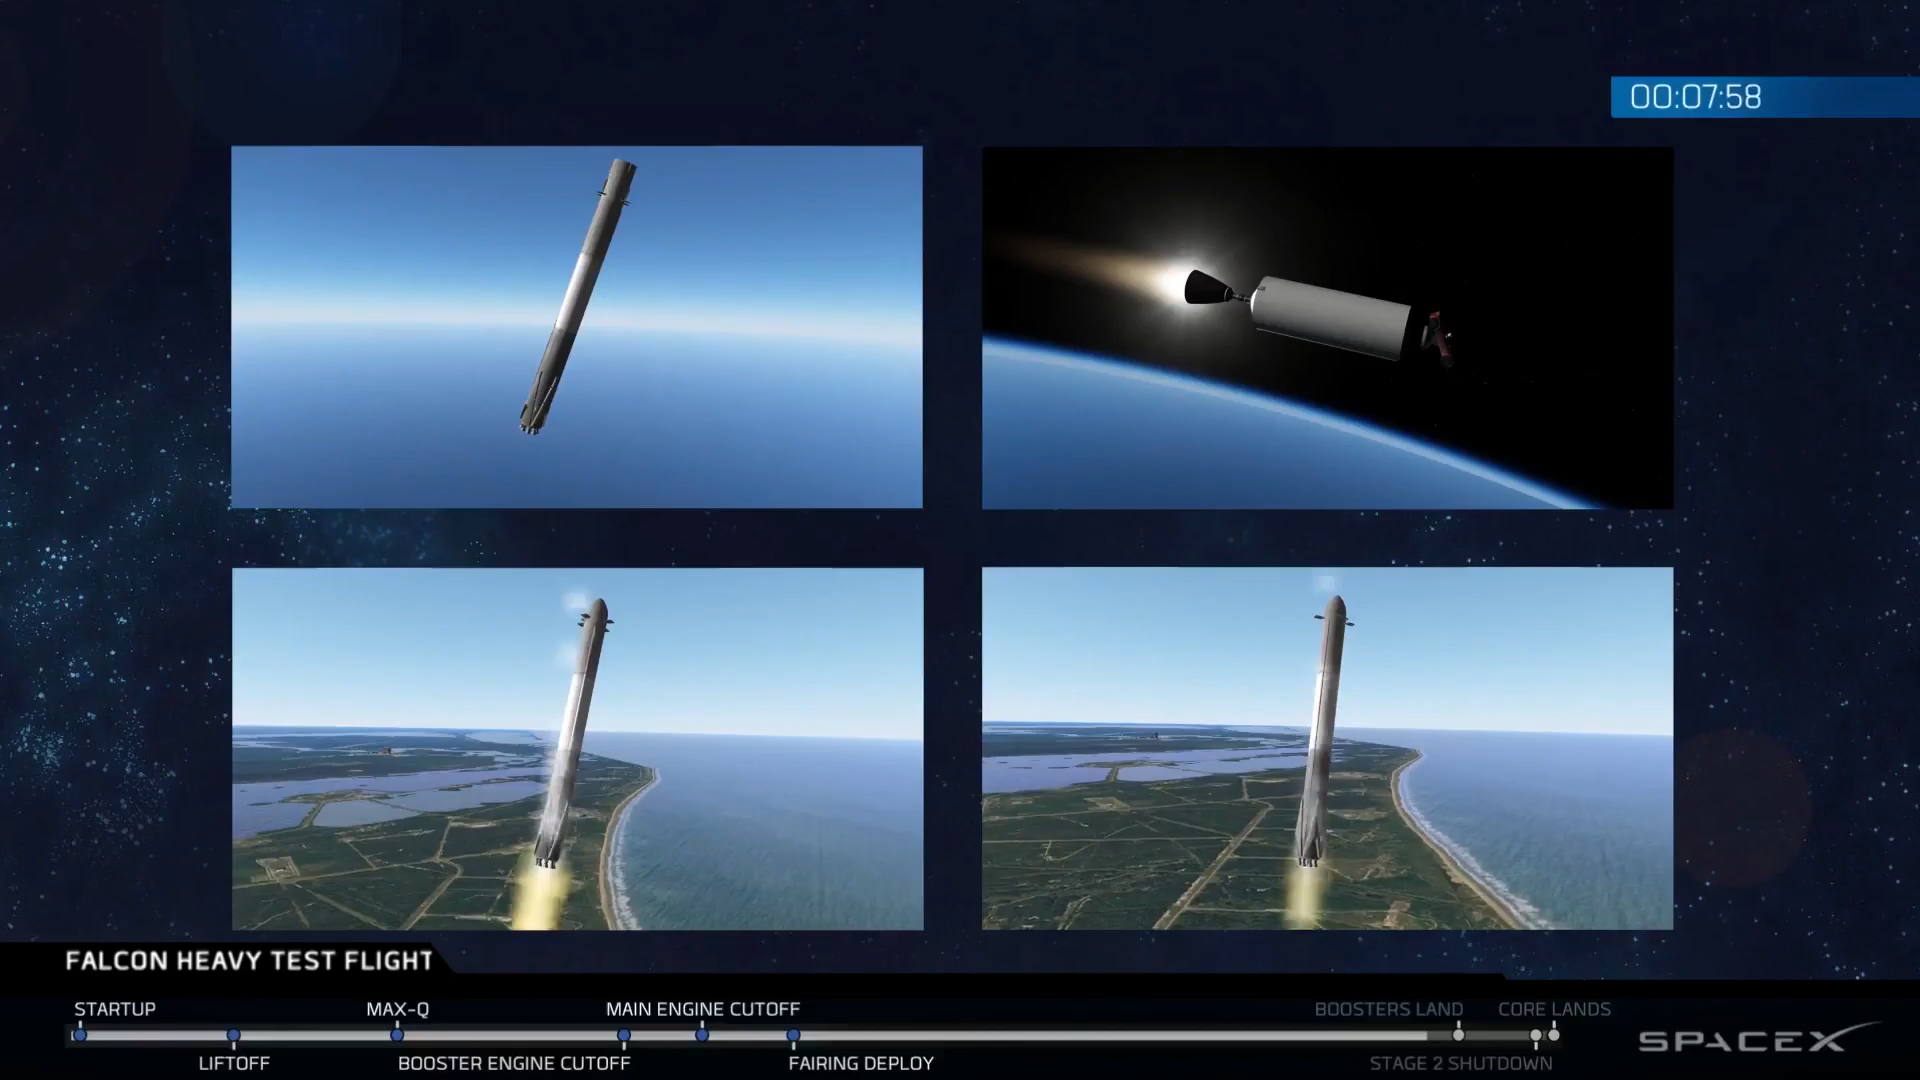 00:07:58
FALCON HEAVY TEST FLIGHT
STARTUP
MAX-Q
MAIN ENGINE CUTOFF
BOOSTERS LAND
CORE LANDS
LIFTOFF
BOOSTER ENGINE CUTOFF
FAIRING DEPLOY
STAGE 2 SHUTDOWN
SPACEX